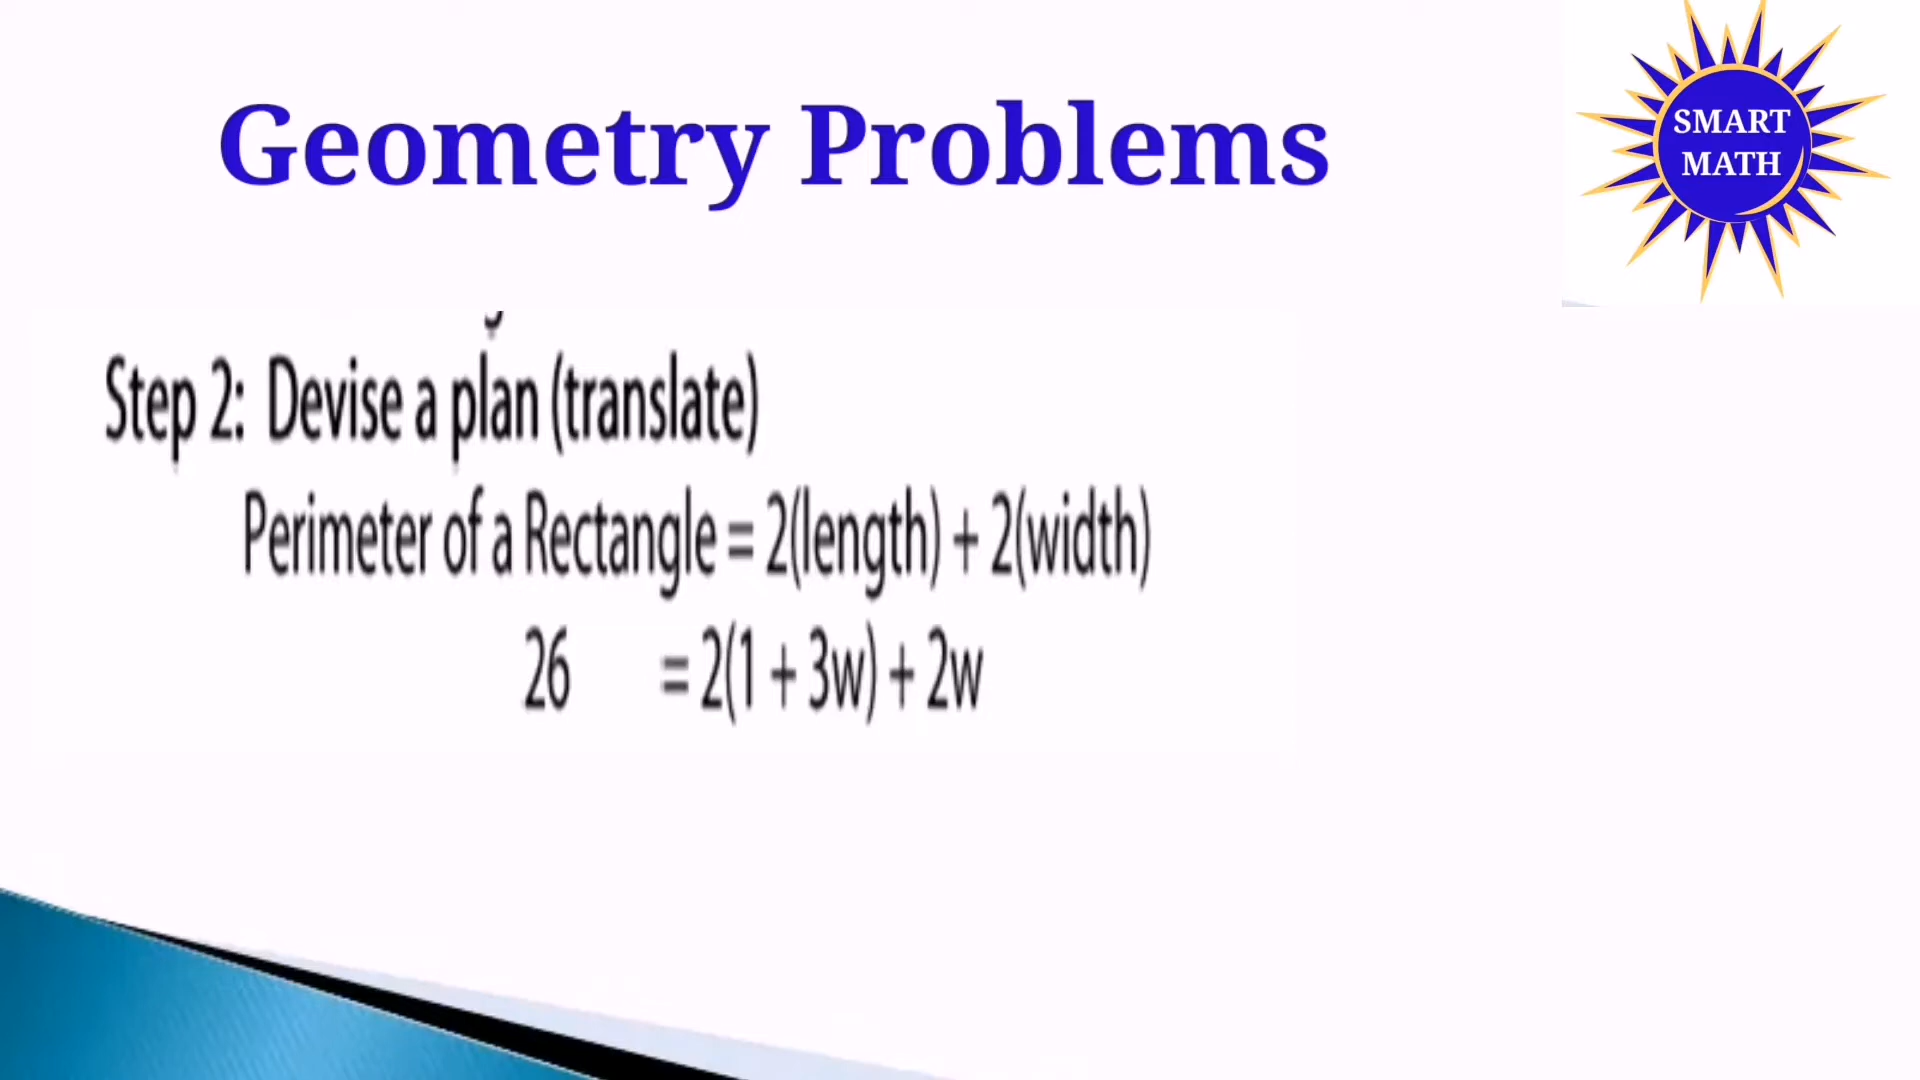 Geometry Problems
SMART
MATH
Step 2: Devise a plan (translate)
Perimeter of a Rectangle = 2(length) + 2(width)
26 = 2(1 + 3w) + 2w